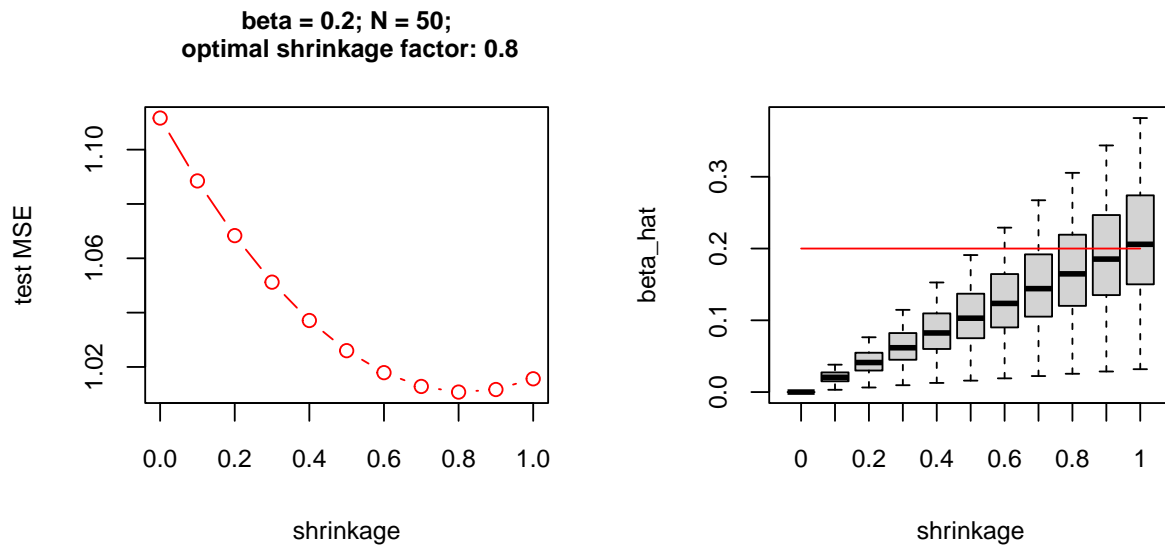 beta = 0.2; N = 50;
optimal shrinkage factor: 0.8
test MSE
1.10
1.06
1.02
0.0 0.2 0.4 0.6 0.8 1.0
shrinkage
beta_hat
0.3
0.2
0.1
0.0
0 0.2 0.4 0.6 0.8 1
shrinkage